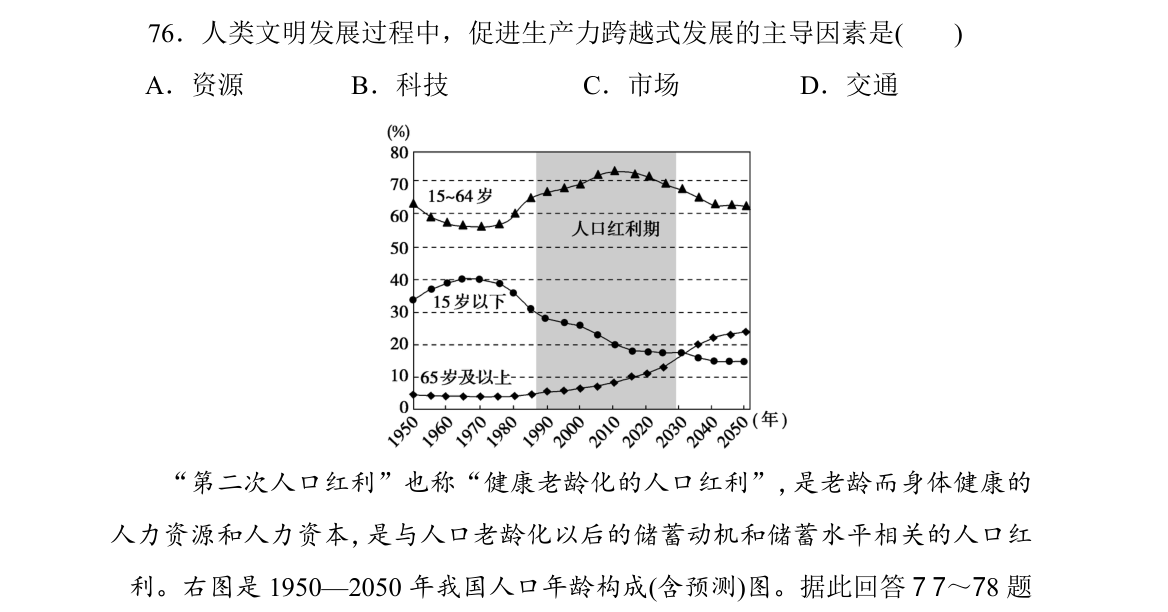 76．人类文明发展过程中，促进生产力跨越式发展的主导因素是(　　)
A．资源　　B．科技　　C．市场　　D．交通
(%)
80
70
15~64岁
60
人口红利期
50
40
15岁以下
30
20
10
65岁及以上
0
1950 1960 1970 1980 1990 2000 2010 2020 2030 2040 2050 (年)
“第二次人口红利”也称“健康老龄化的人口红利”,是老龄而身体健康的
人力资源和人力资本,是与人口老龄化以后的储蓄动机和储蓄水平相关的人口红
利。右图是1950—2050年我国人口年龄构成(含预测)图。据此回答77～78题